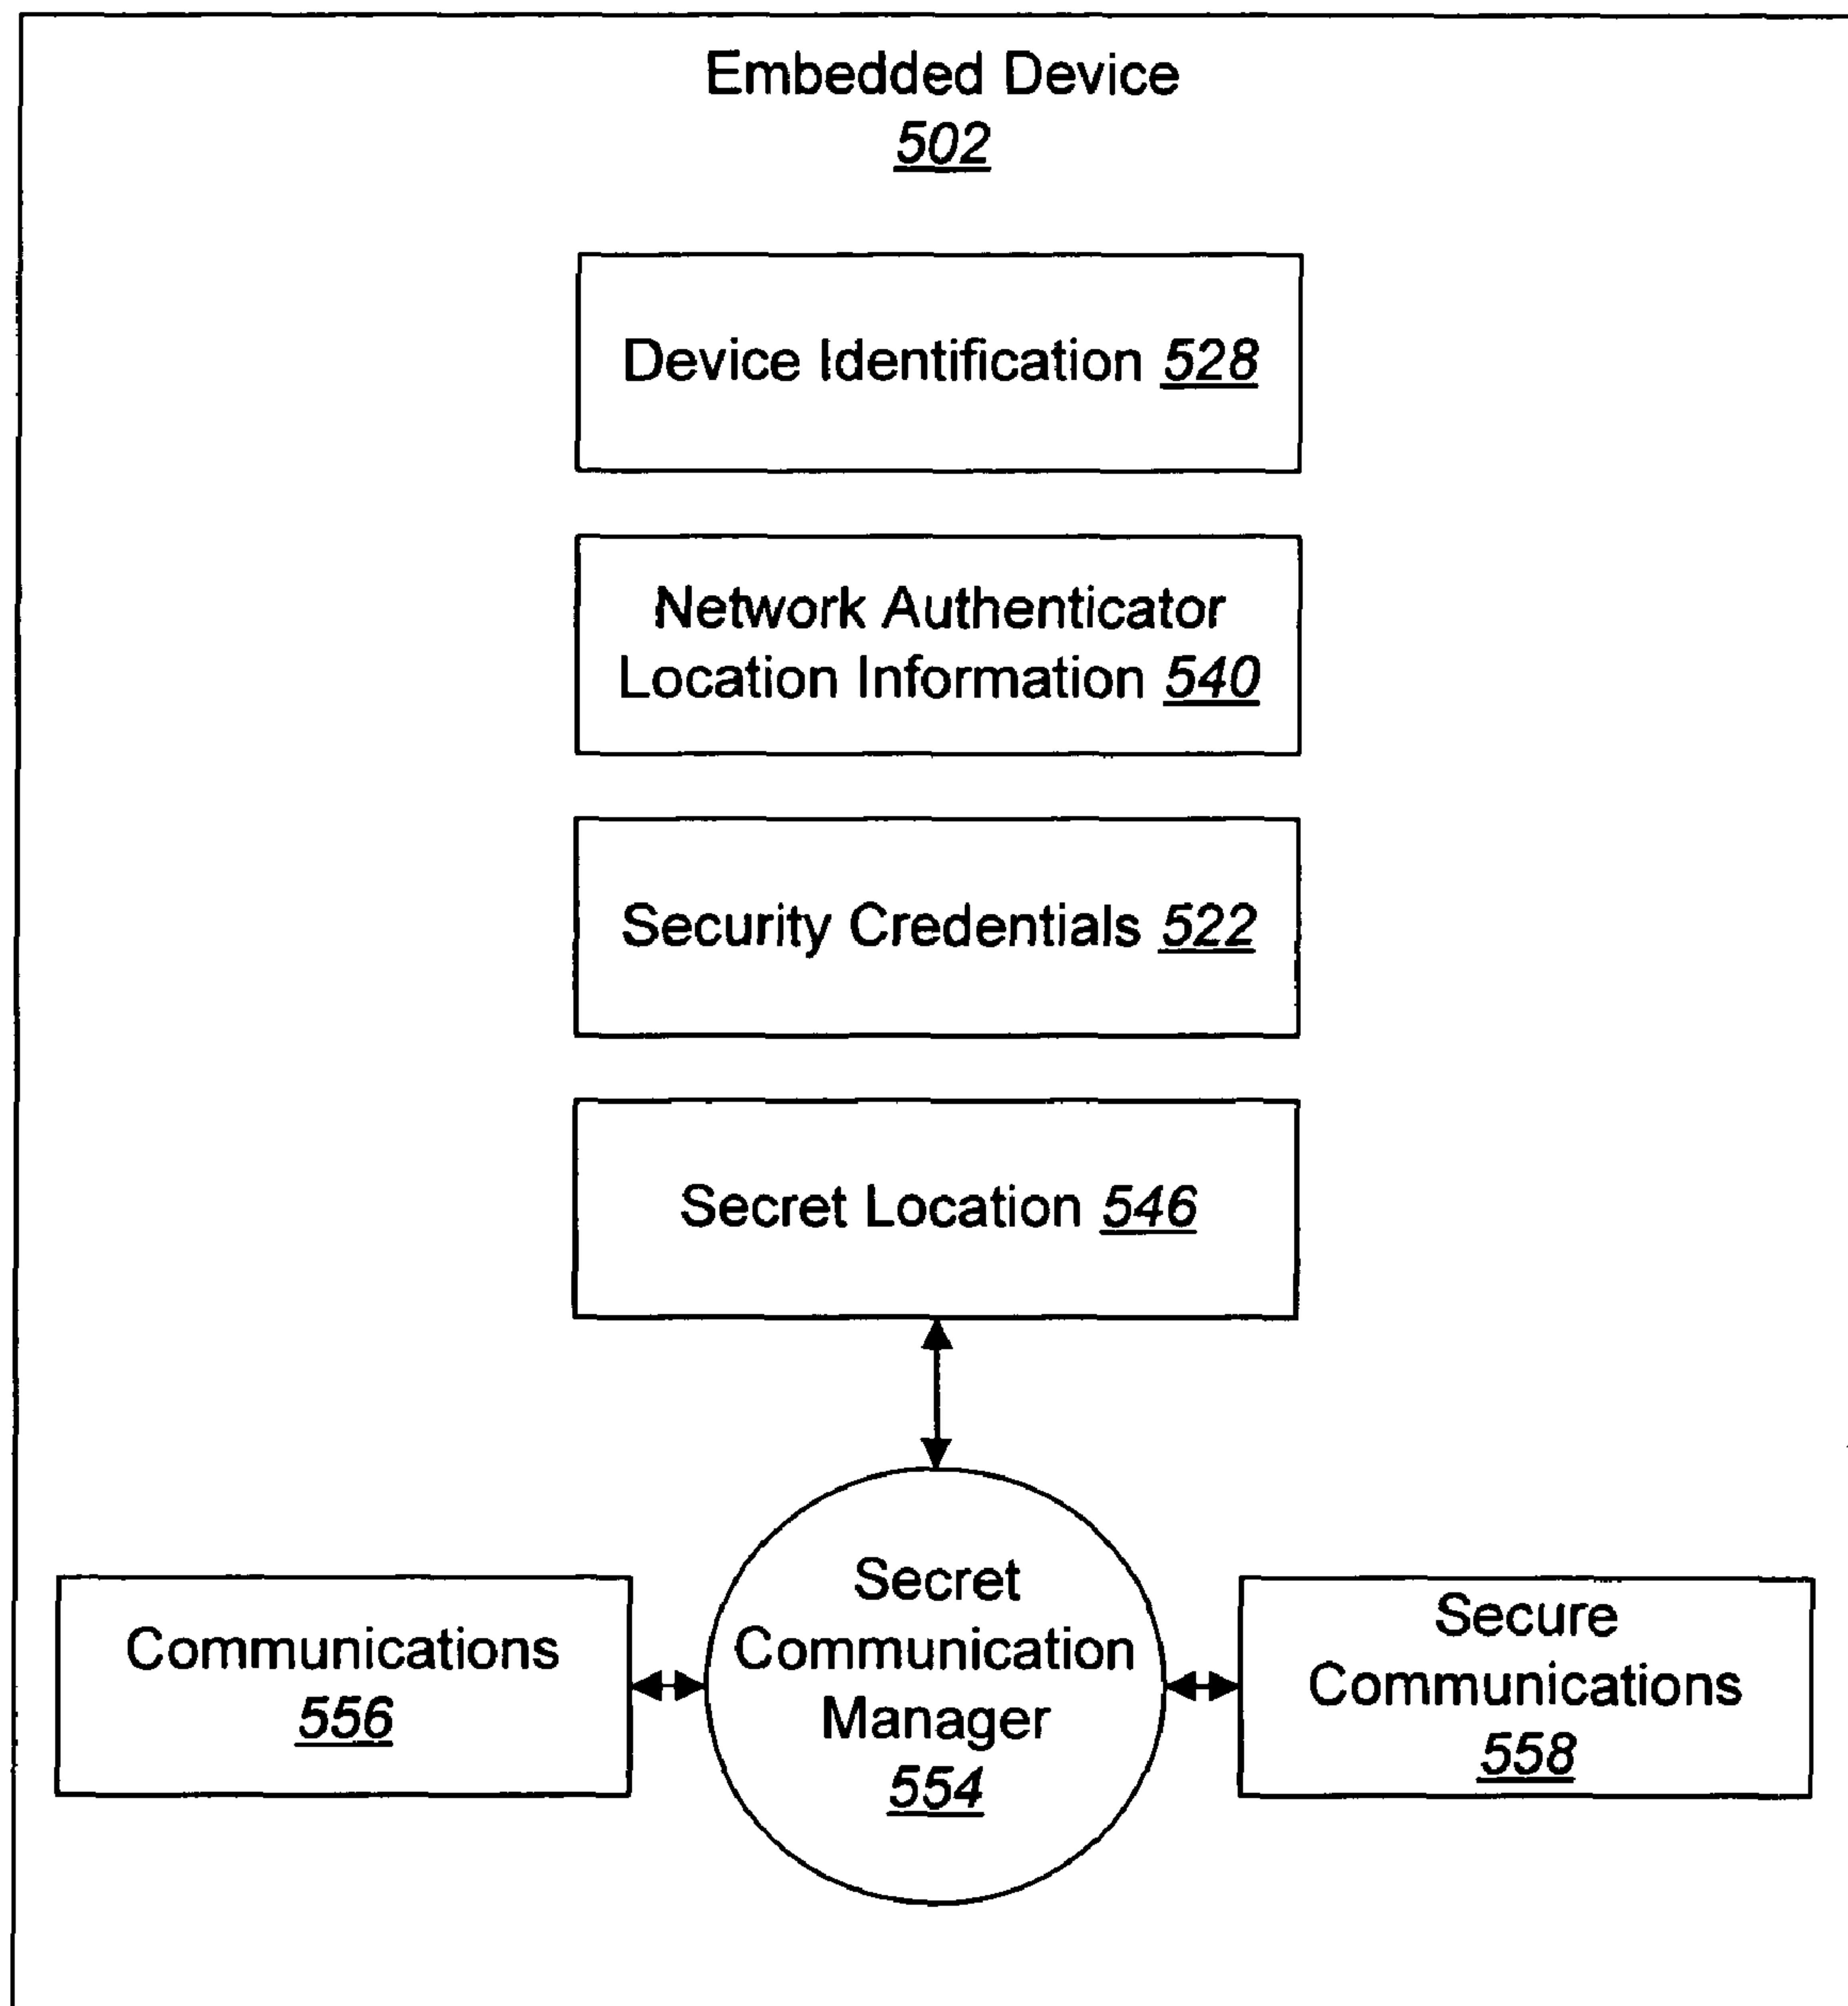 Embedded Device
502
Device Identification 528
Network Authenticator
Location Information 540
Security Credentials 522
Secret Location 546
Secret
Communication
Manager
554
Communications
556
Secure
Communications
558